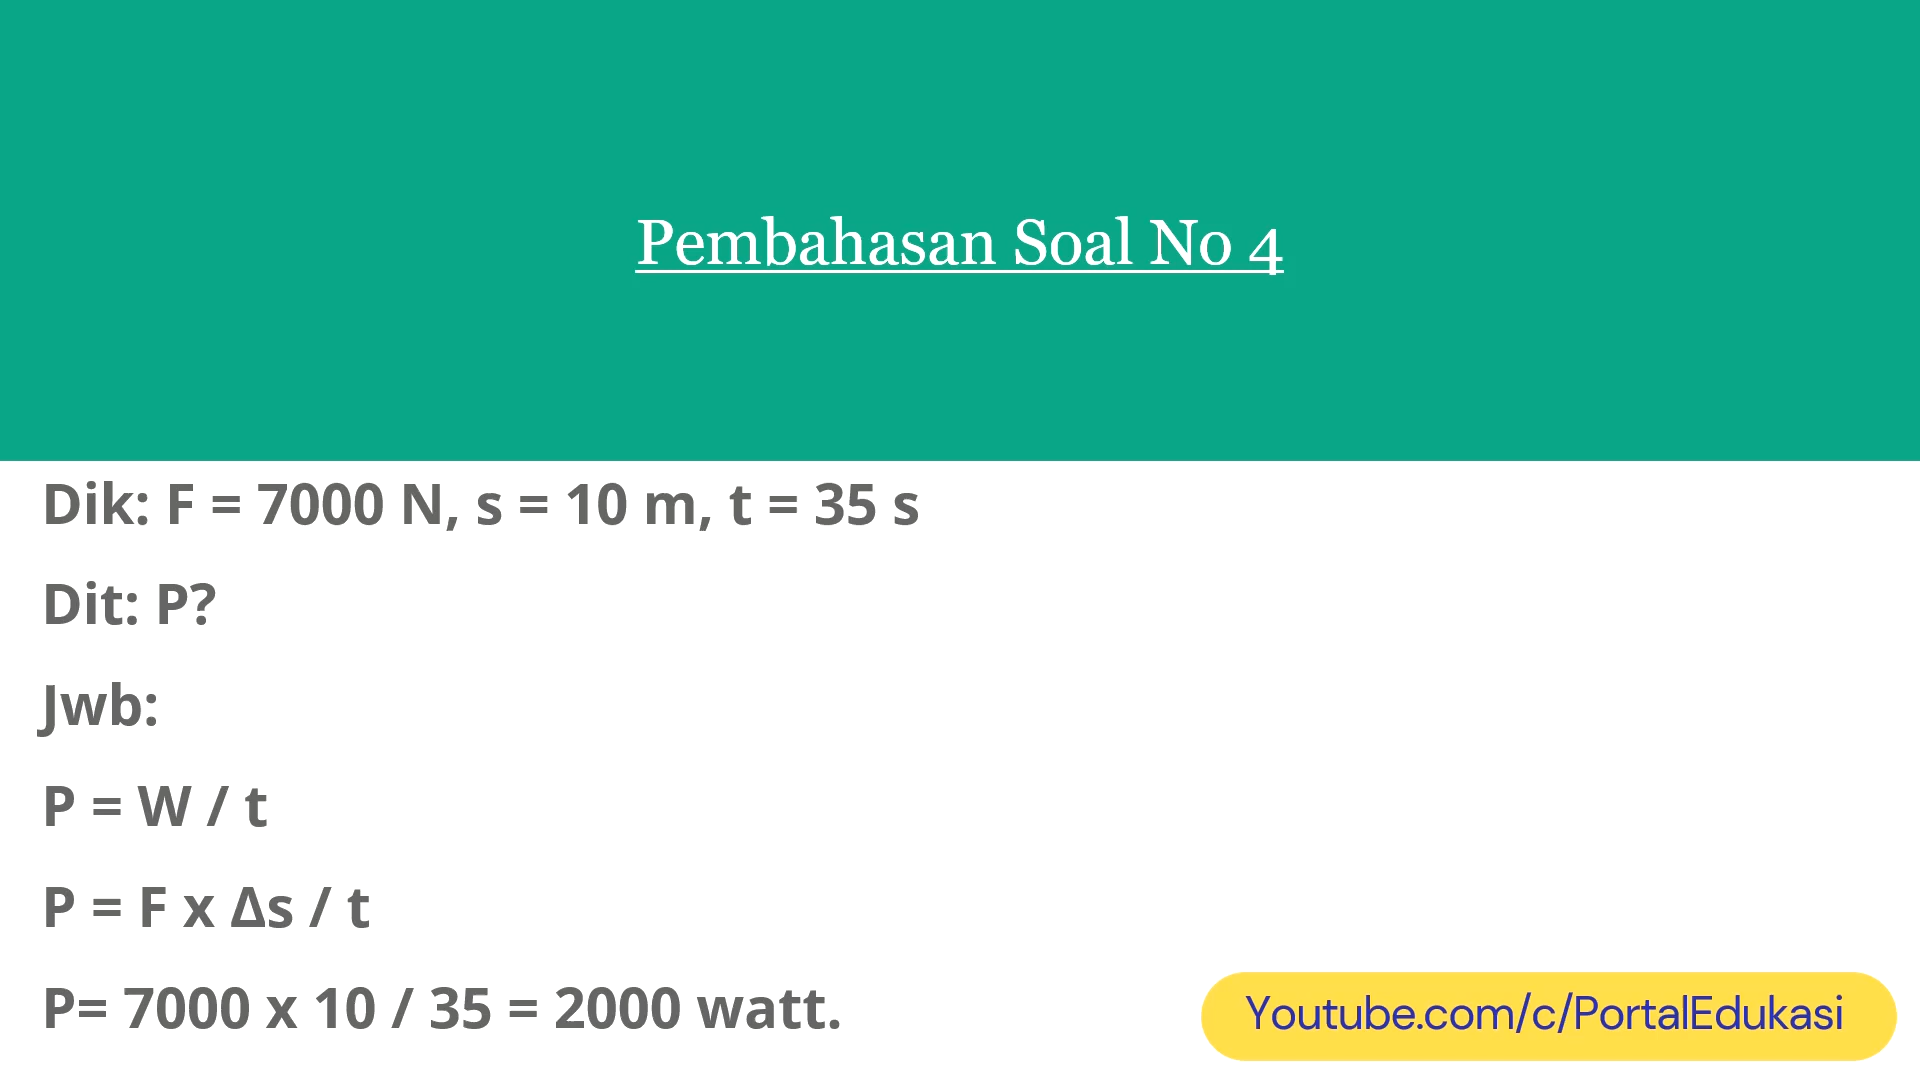 Pembahasan Soal No 4
Dik: F = 7000 N, s = 10 m, t = 35 s
Dit: P?
Jwb:
P = W / t
P = F x Δs / t
P= 7000 x 10 / 35 = 2000 watt.
Youtube.com/c/PortalEdukasi